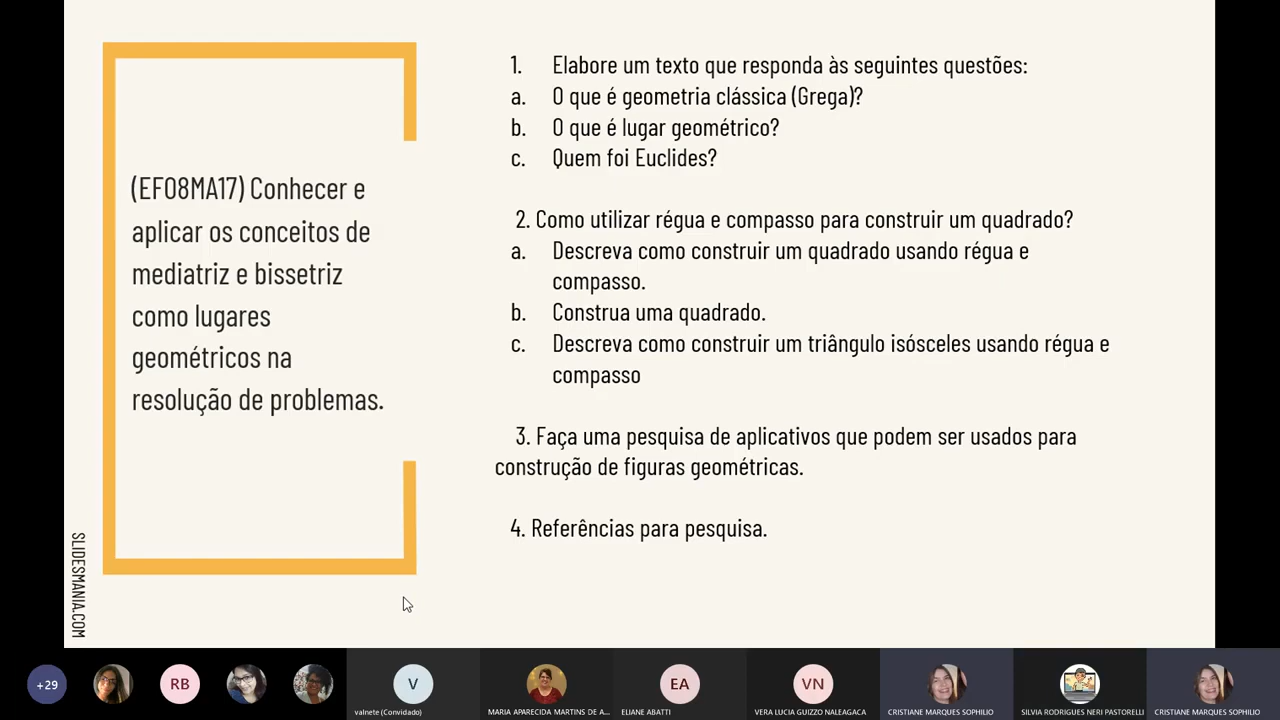 (EF08MA17) Conhecer e
aplicar os conceitos de
mediatriz e bissetriz
como lugares
geométricos na
resolução de problemas.
1. Elabore um texto que responda às seguintes questões:
a. O que é geometria clássica (Grega)?
b. O que é lugar geométrico?
c. Quem foi Euclides?
2. Como utilizar régua e compasso para construir um quadrado?
a. Descreva como construir um quadrado usando régua e
compasso.
b. Construa uma quadrado.
c. Descreva como construir um triângulo isósceles usando régua e
compasso
3. Faça uma pesquisa de aplicativos que podem ser usados para
construção de figuras geométricas.
4. Referências para pesquisa.
SLIDESMANIA.COM
+29
RB
V
valnete (Convidado)
MARIA APARECIDA MARTINS DE A...
EA
ELIANE ABATTI
VN
VERA LUCIA GUIZZO NALEAGACA
CRISTIANE MARQUES SOPHILIO
SILVIA RODRIGUES NERI PASTORELLI
CRISTIANE MARQUES SOPHILIO